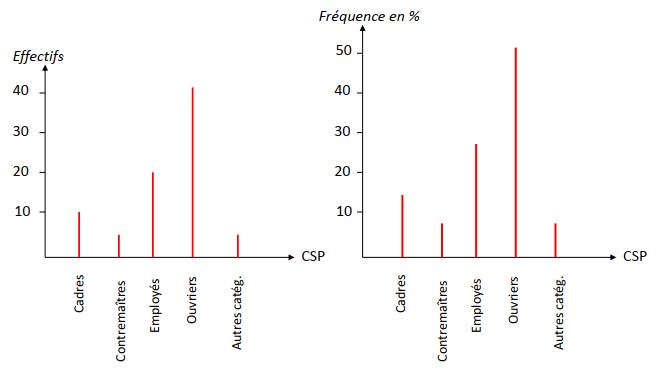 Effectifs
40
30
20
10
CSP
Cadres
Contremaîtres
Employés
Ouvriers
Autres catég.
Fréquence en %
50
40
30
20
10
CSP
Cadres
Contremaîtres
Employés
Ouvriers
Autres catég.